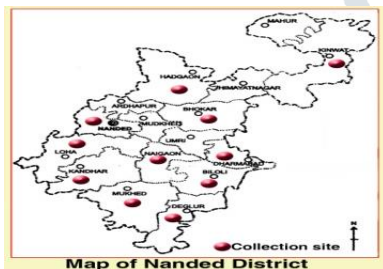 MAHUR
KINWAT
HADGAON
HIMAYATNAGAR
ARDHAPUR
BHOKAR
NANDED
MUDKHED
UMRI
LOHA
NAIGAON
DHARMABAD
KANDHAR
BILOLI
MUKHED
DEGLUR
N
Collection site
Map of Nanded District